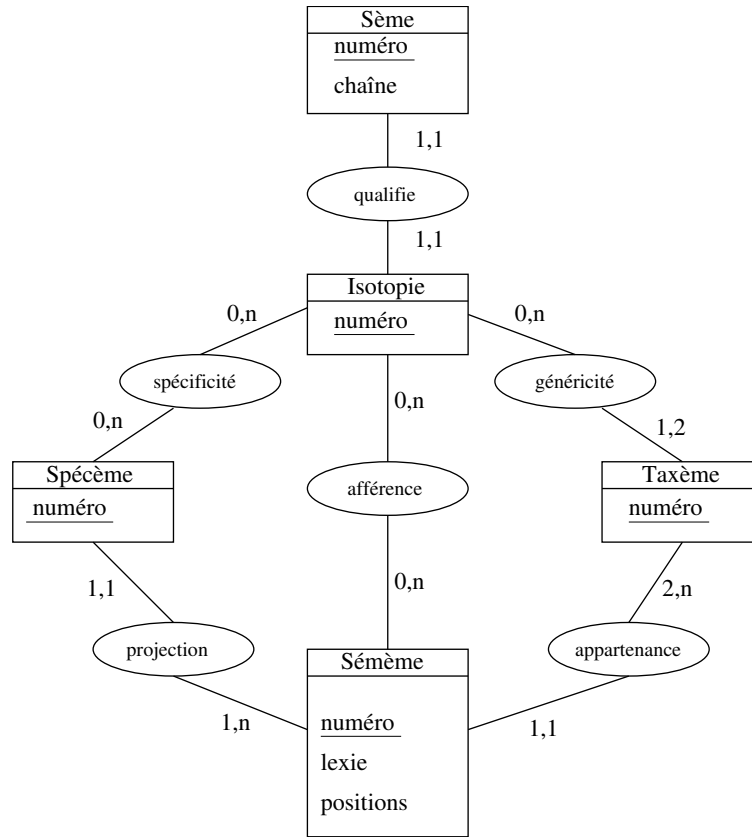 Sème
numéro
chaîne
1,1
qualifie
1,1
Isotopie
numéro
0,n
0,n
spécificité
généricité
0,n
0,n
1,2
Spécème
numéro
afférence
Taxème
numéro
1,1
0,n
2,n
projection
appartenance
Sémème
numéro
lexie
positions
1,n
1,1